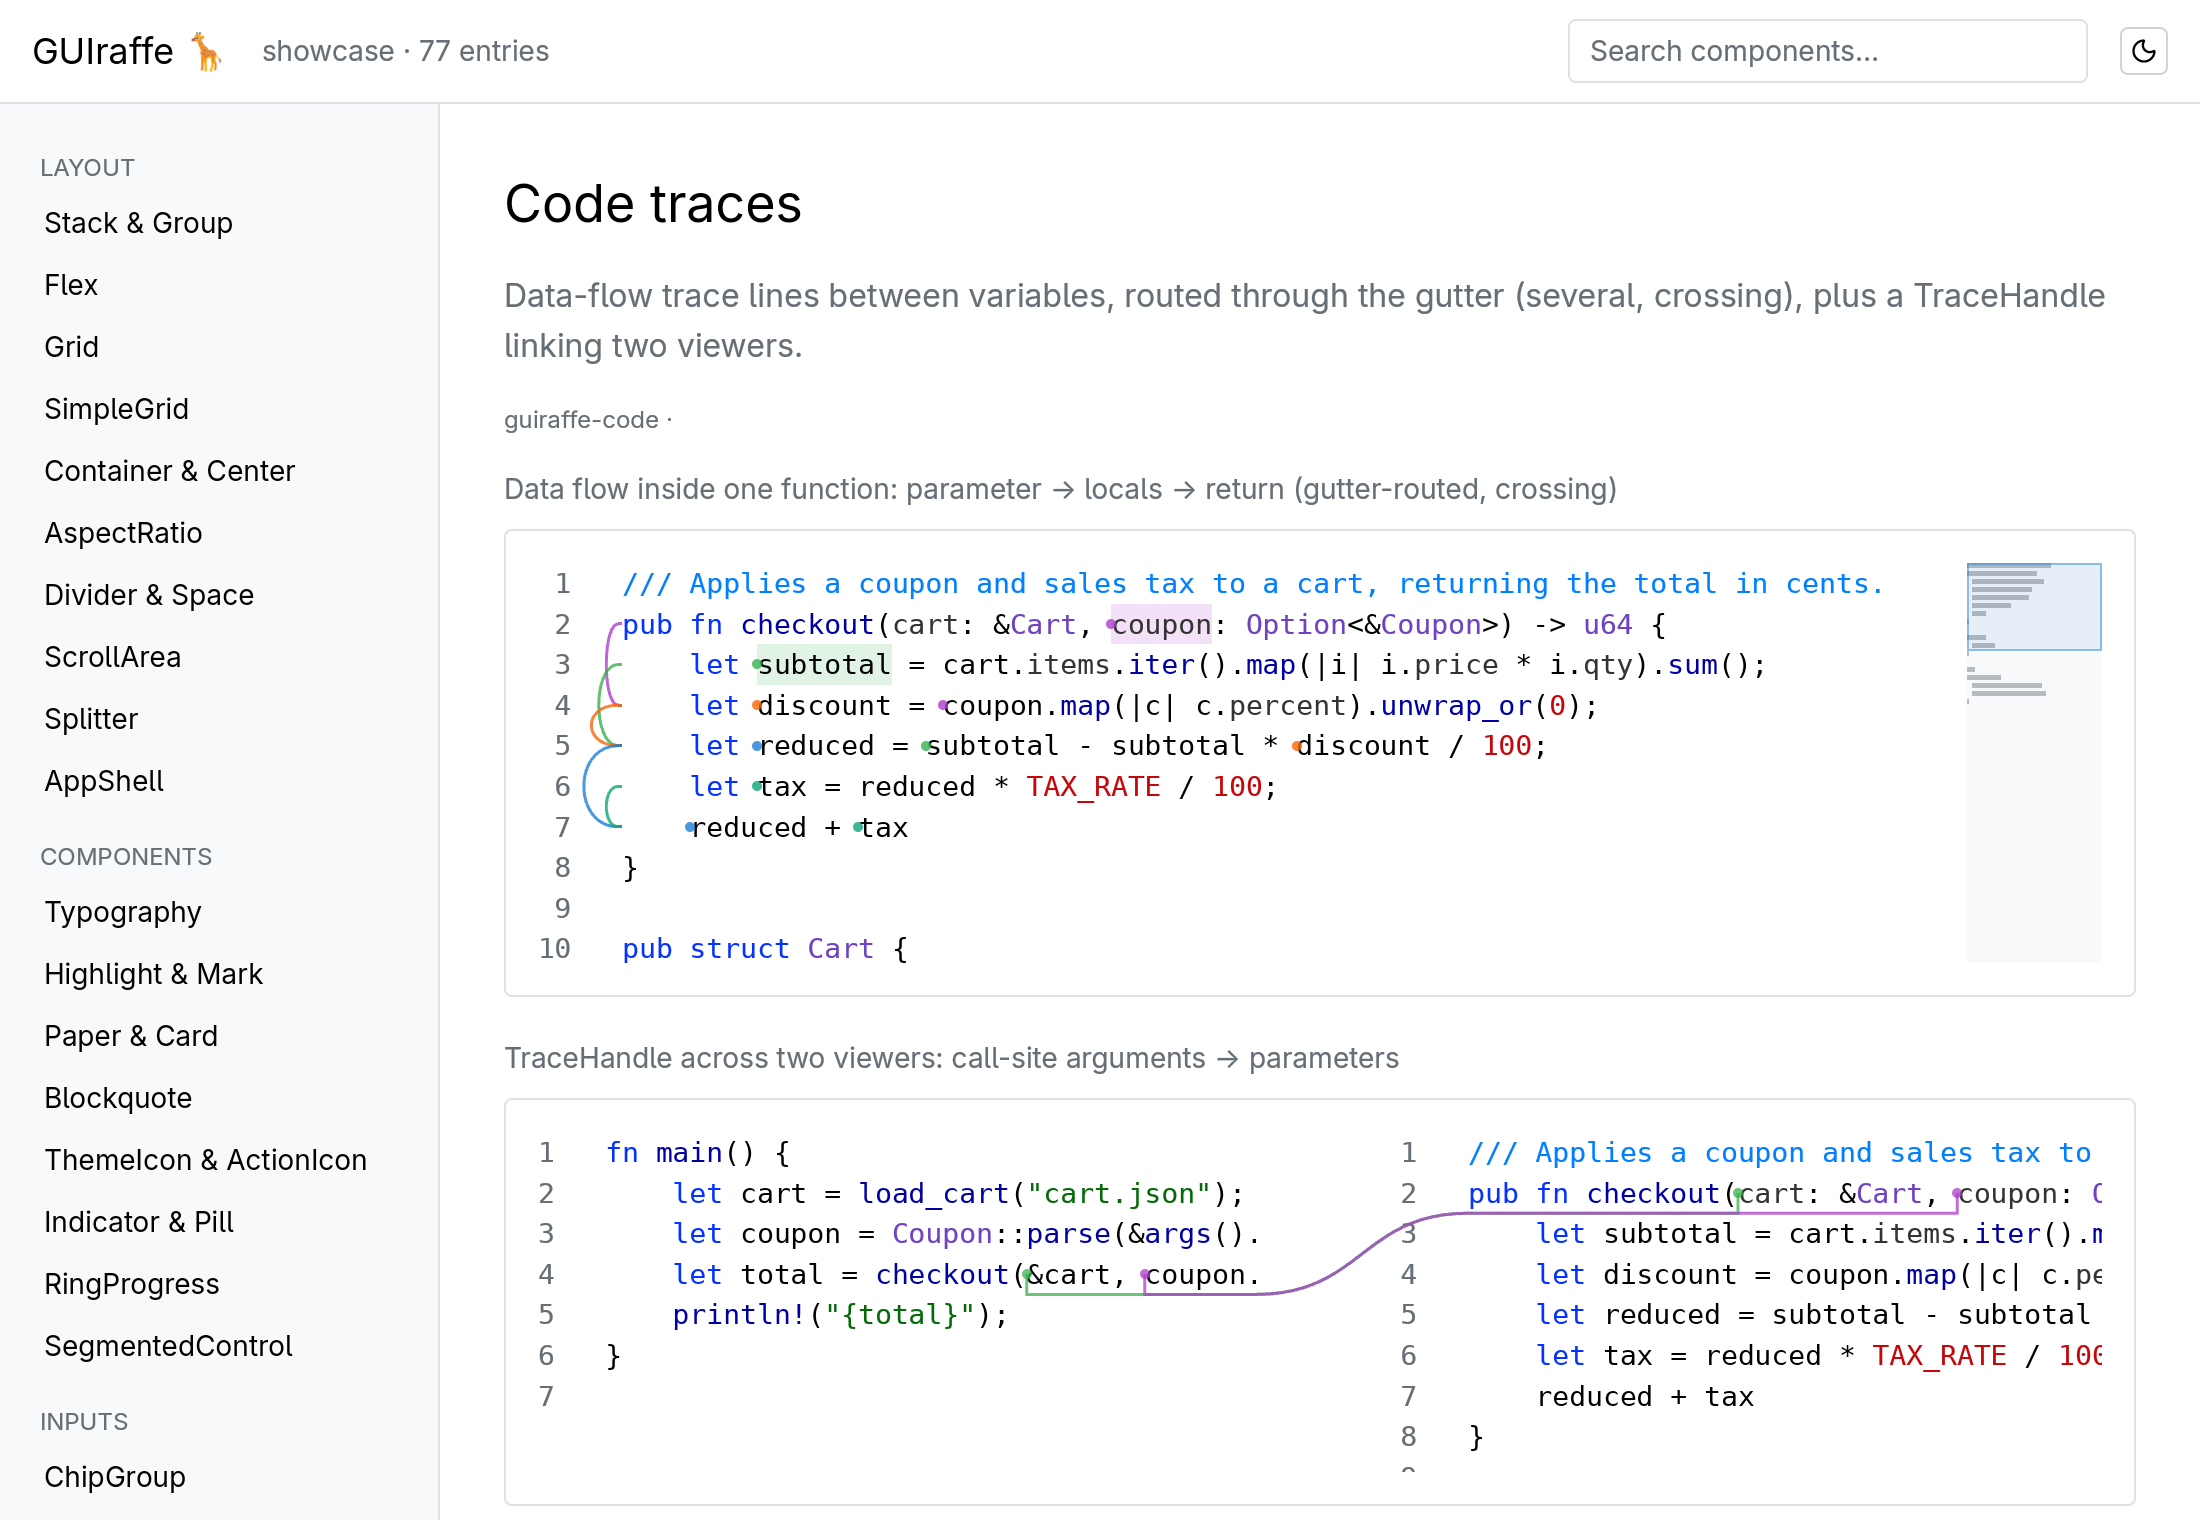 GUIraffe 🦒 showcase · 77 entries
Search components...
LAYOUT
Stack & Group
Flex
Grid
SimpleGrid
Container & Center
AspectRatio
Divider & Space
ScrollArea
Splitter
AppShell
COMPONENTS
Typography
Highlight & Mark
Paper & Card
Blockquote
ThemeIcon & ActionIcon
Indicator & Pill
RingProgress
SegmentedControl
INPUTS
ChipGroup
Code traces
Data-flow trace lines between variables, routed through the gutter (several, crossing), plus a TraceHandle
linking two viewers.
guiraffe-code ·
Data flow inside one function: parameter → locals → return (gutter-routed, crossing)
1 /// Applies a coupon and sales tax to a cart, returning the total in cents.
2 pub fn checkout(cart: &Cart, coupon: Option<&Coupon>) -> u64 {
3     let subtotal = cart.items.iter().map(|i| i.price * i.qty).sum();
4     let discount = coupon.map(|c| c.percent).unwrap_or(0);
5     let reduced = subtotal - subtotal * discount / 100;
6     let tax = reduced * TAX_RATE / 100;
7     reduced + tax
8 }
9
10 pub struct Cart {
TraceHandle across two viewers: call-site arguments → parameters
1 fn main() {
2     let cart = load_cart("cart.json");
3     let coupon = Coupon::parse(&args().
4     let total = checkout(&cart, coupon.
5     println!("{total}");
6 }
7
1 /// Applies a coupon and sales tax to
2 pub fn checkout(cart: &Cart, coupon:
3     let subtotal = cart.items.iter().m
4     let discount = coupon.map(|c| c.pe
5     let reduced = subtotal - subtotal
6     let tax = reduced * TAX_RATE / 100
7     reduced + tax
8 }